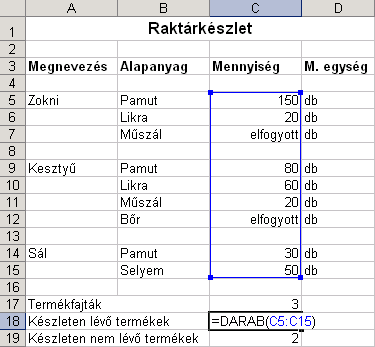 A B C D
1 Raktárkészlet
2
3 Megnevezés Alapanyag Mennyiség M. egység
4
5 Zokni Pamut 150 db
6 Likra 20 db
7 Műszál elfogyott db
8
9 Kesztyű Pamut 80 db
10 Likra 60 db
11 Műszál 20 db
12 Bőr elfogyott db
13
14 Sál Pamut 30 db
15 Selyem 50 db
17 Termékfajták 3
18 Készleten lévő termékek =DARAB(C5:C15)
19 Készleten nem lévő termékek 2